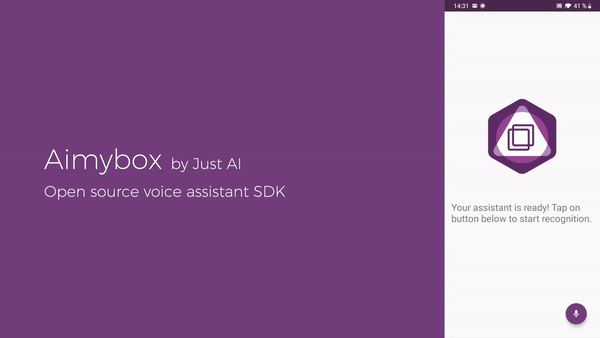 Aimybox by Just AI
Open source voice assistant SDK
14:31
41 %
Your assistant is ready! Tap on
button below to start recognition.